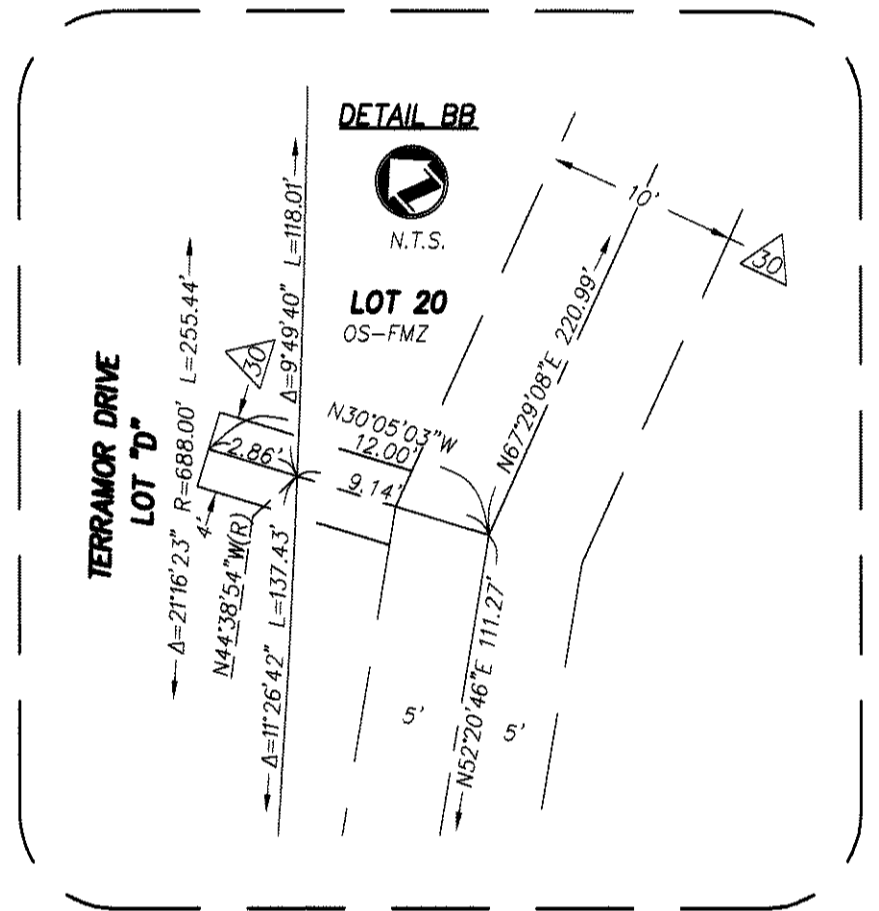 DETAIL BB
N.T.S.
LOT 20
OS-FMZ
10'
30
TERRAMOR DRIVE
LOT "D"
Δ=21°16'23" R=688.00' L=255.44'
Δ=9°49'40" L=118.01'
30
2.86'
4'
N44°38'54"W(R)
Δ=11°26'42" L=137.43'
N30°05'03"W
12.00'
9.14'
N67°29'08"E 220.99'
N52°20'46"E 111.27'
5'
5'